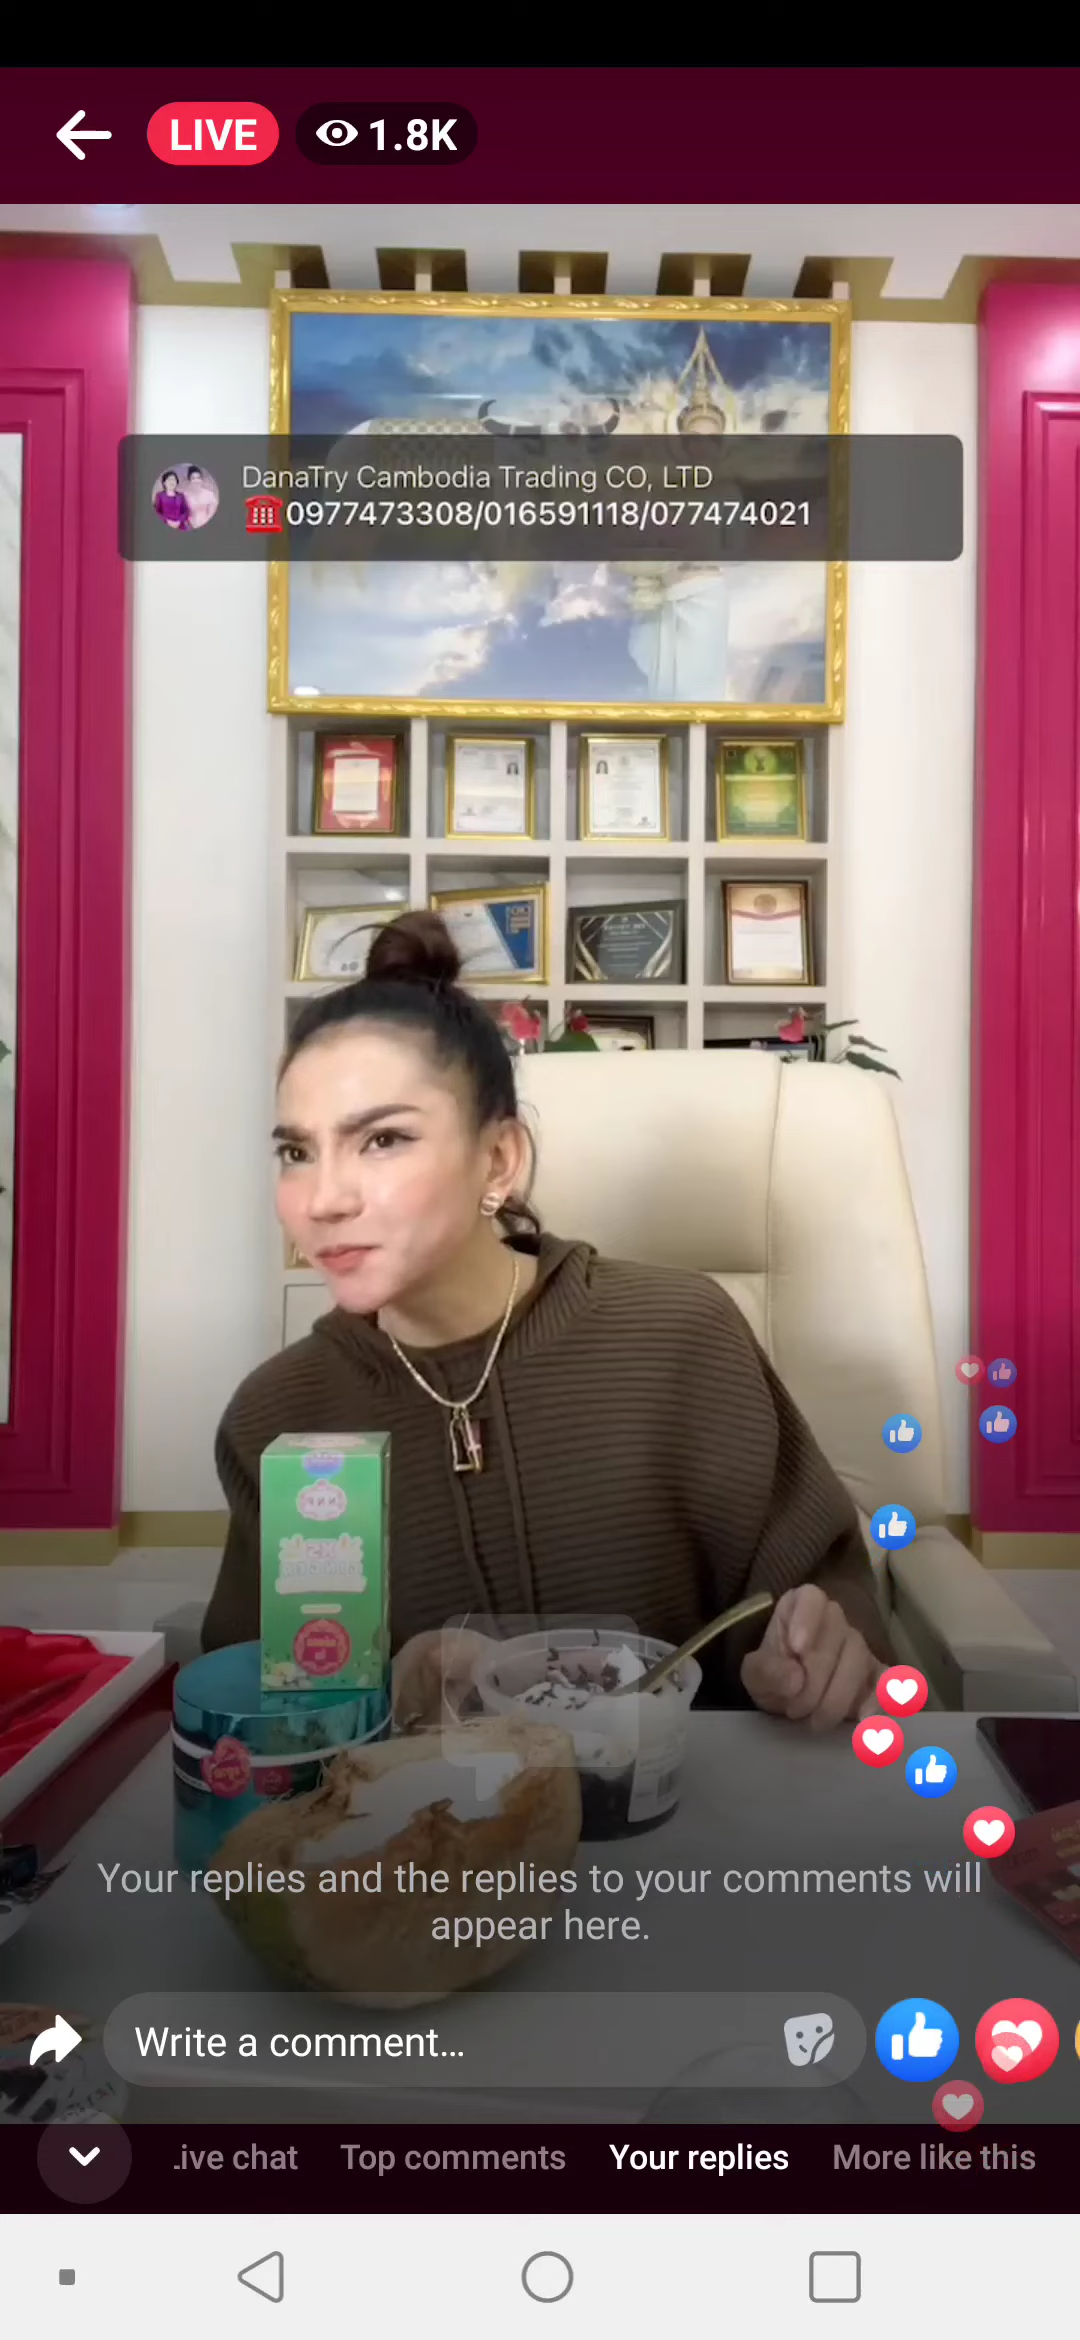 LIVE
1.8K
DanaTry Cambodia Trading CO, LTD
☎️0977473308/016591118/077474021
Your replies and the replies to your comments will
appear here.
Write a comment...
.ive chat
Top comments
Your replies
More like this